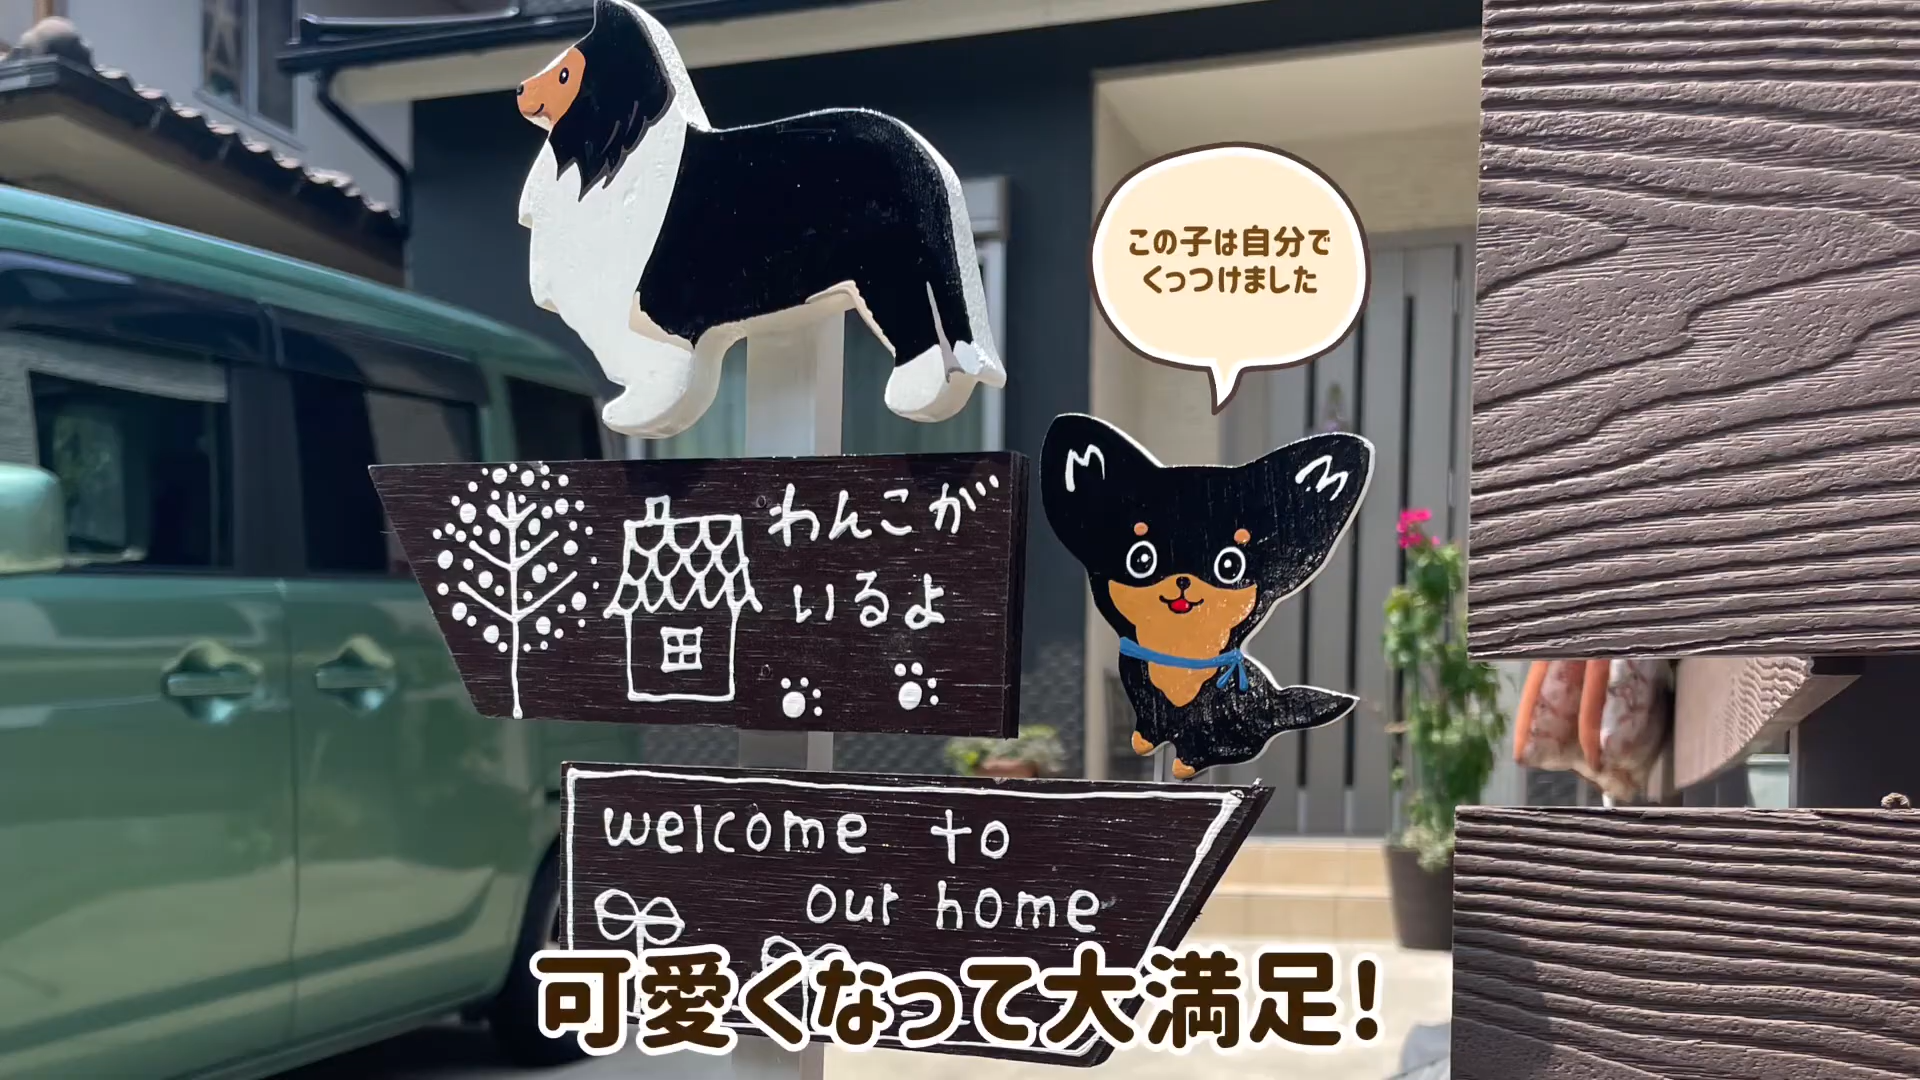 この子は自分で
くっつけました
わんこが
いるよ
welcome to
our home
可愛くなって大満足!